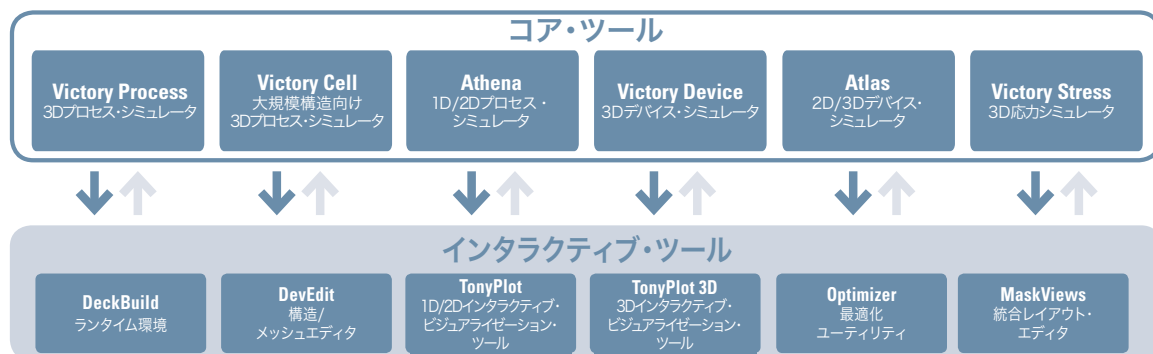 コア・ツール
Victory Process
3Dプロセス・シミュレータ
Victory Cell
大規模構造向け
3Dプロセス・シミュレータ
Athena
1D/2Dプロセス・
シミュレータ
Victory Device
3Dデバイス・シミュレータ
Atlas
2D/3Dデバイス・
シミュレータ
Victory Stress
3D応力シミュレータ
インタラクティブ・ツール
DeckBuild
ランタイム環境
DevEdit
構造/
メッシュエディタ
TonyPlot
1D/2Dインタラクティブ・
ビジュアライゼーション・
ツール
TonyPlot 3D
3Dインタラクティブ・
ビジュアライゼーション・
ツール
Optimizer
最適化
ユーティリティ
MaskViews
統合レイアウト・
エディタ